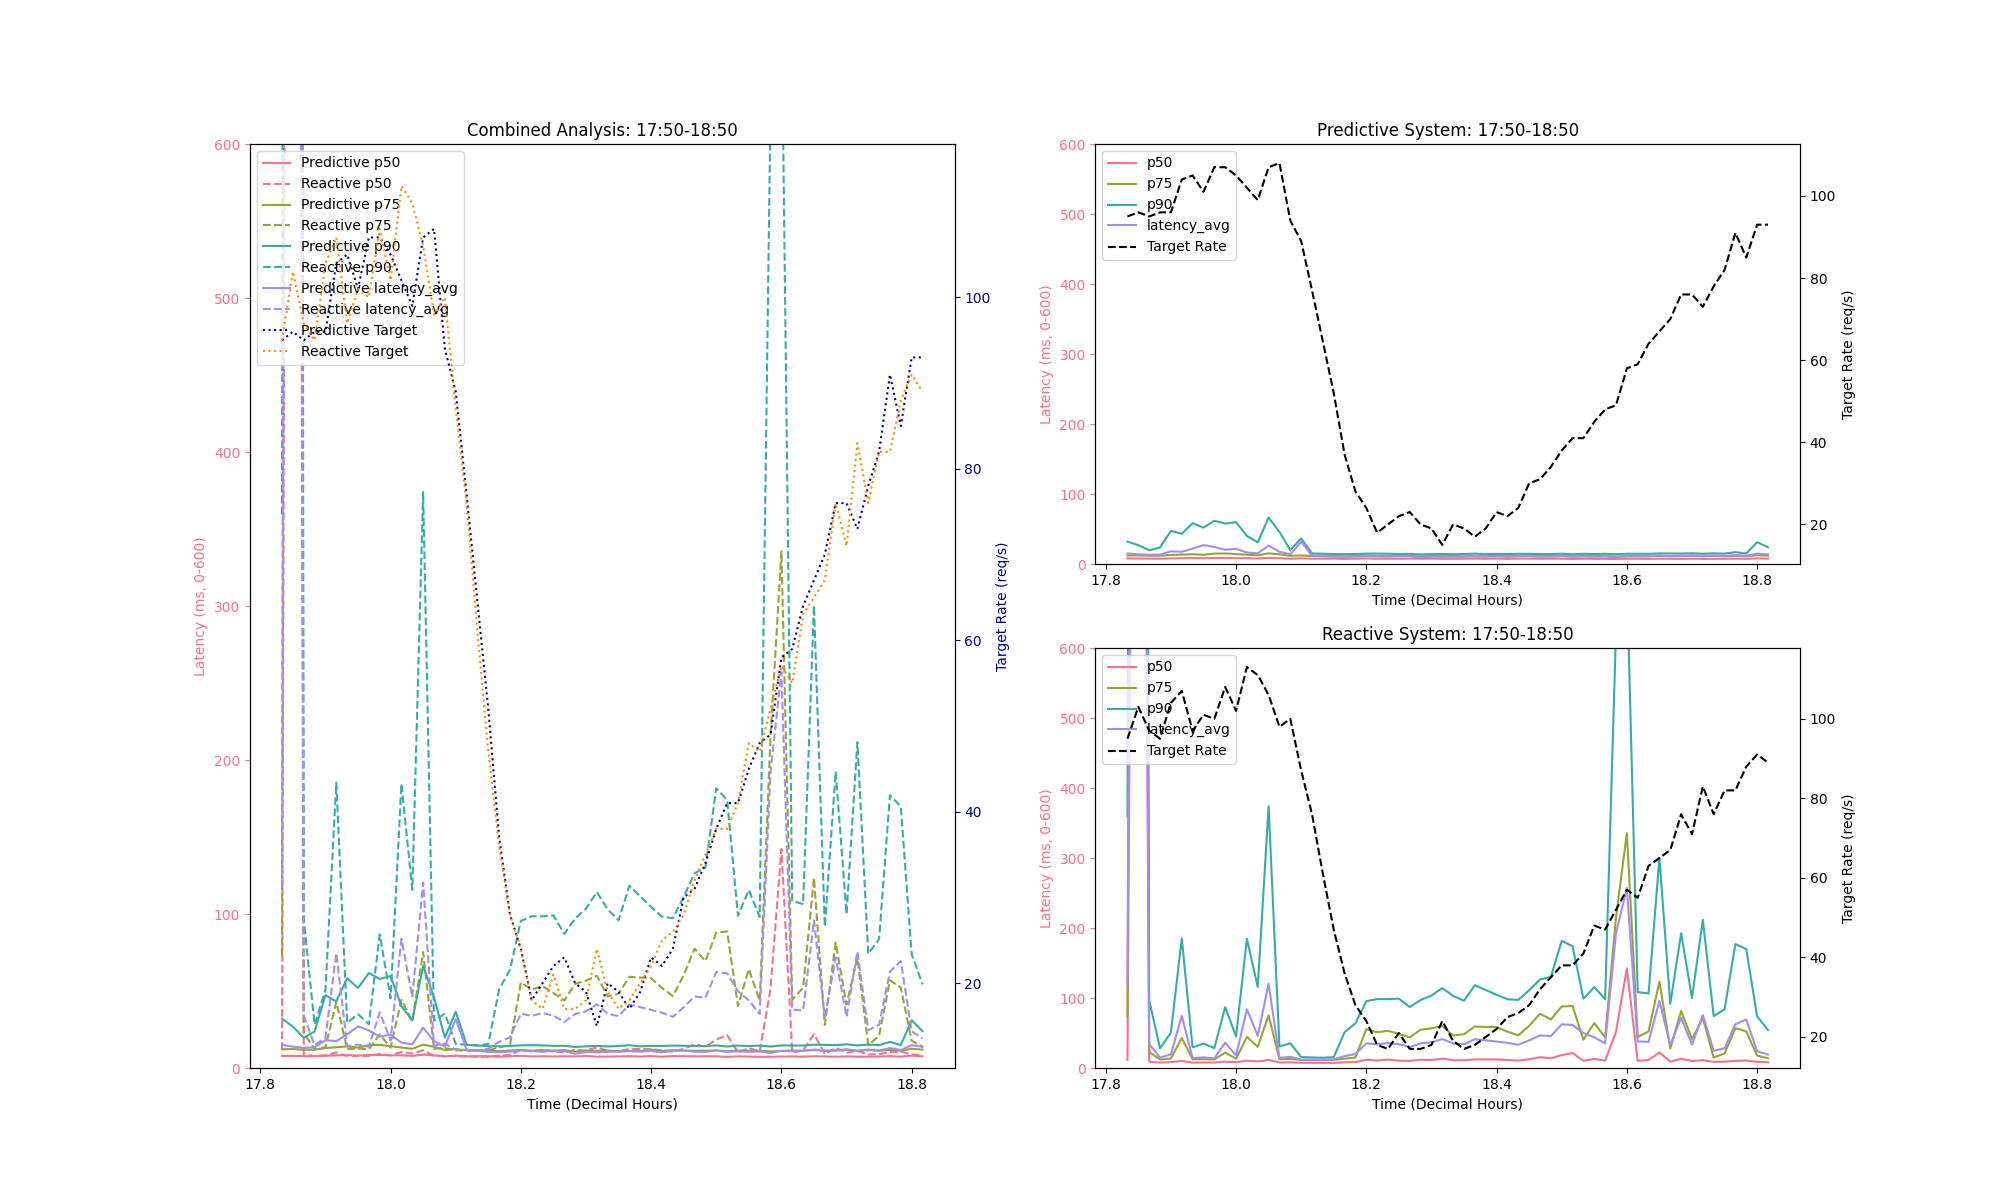 Combined Analysis: 17:50-18:50
600
500
400
300
200
100
0
Latency (ms, 0-600)
Predictive p50
Reactive p50
Predictive p75
Reactive p75
Predictive p90
Reactive p90
Predictive latency_avg
Reactive latency_avg
Predictive Target
Reactive Target
100
80
60
40
20
Target Rate (req/s)
17.8 18.0 18.2 18.4 18.6 18.8
Time (Decimal Hours)
Predictive System: 17:50-18:50
600
500
400
300
200
100
0
Latency (ms, 0-600)
p50
p75
p90
latency_avg
Target Rate
100
80
60
40
20
Target Rate (req/s)
17.8 18.0 18.2 18.4 18.6 18.8
Time (Decimal Hours)
Reactive System: 17:50-18:50
600
500
400
300
200
100
0
Latency (ms, 0-600)
p50
p75
p90
latency_avg
Target Rate
100
80
60
40
20
Target Rate (req/s)
17.8 18.0 18.2 18.4 18.6 18.8
Time (Decimal Hours)